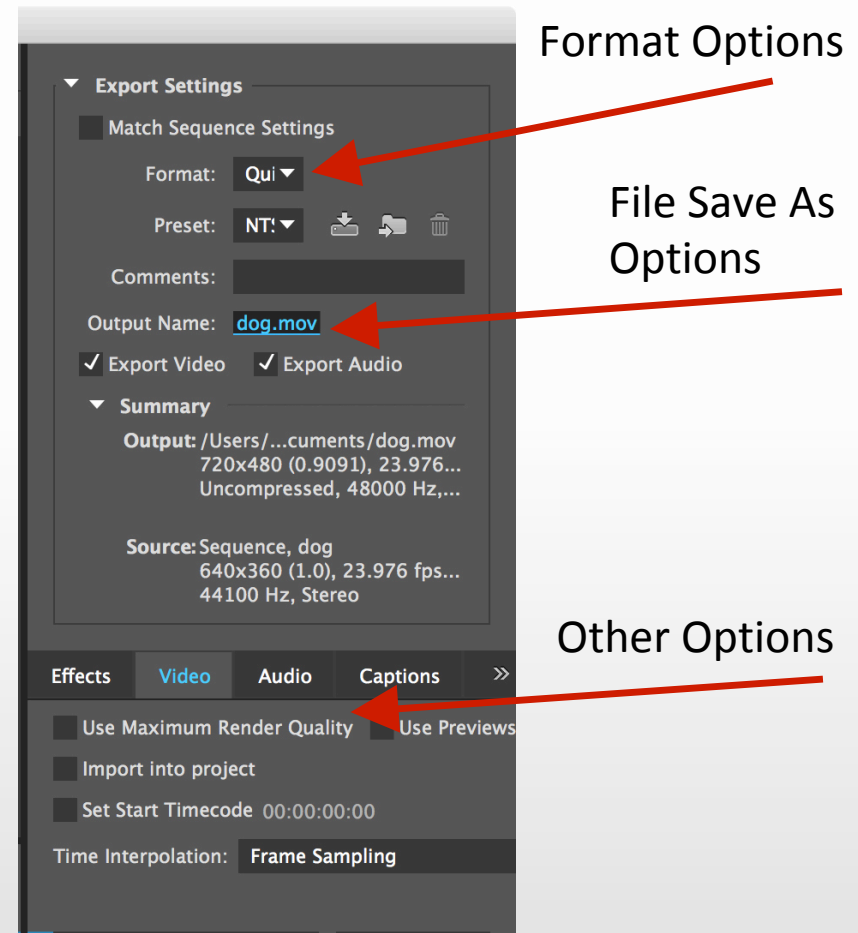 Format Options
Export Settings
Match Sequence Settings
Format: Qui
File Save As
Options
Preset: NTS
Comments:
Output Name: dog.mov
Export Video Export Audio
Summary
Output: /Users/...cuments/dog.mov
720x480 (0.9091), 23.976...
Uncompressed, 48000 Hz,...
Source: Sequence, dog
640x360 (1.0), 23.976 fps...
44100 Hz, Stereo
Other Options
Effects Video Audio Captions »
Use Maximum Render Quality Use Previews
Import into project
Set Start Timecode 00:00:00:00
Time Interpolation: Frame Sampling